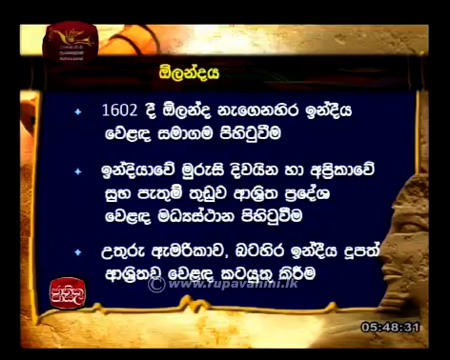 ඕලන්දය
1602 දී ඕලන්ද නැගෙනහිර ඉන්දීය
වෙළඳ සමාගම පිහිටුවීම
ඉන්දියාවේ මුරුසි දිවයින හා අප්‍රිකාවේ
සුභ පැතුම් තුඩුව ආශ්‍රිත ප්‍රදේශ
වෙළඳ මධ්‍යස්ථාන පිහිටුවීම
උතුරු ඇමරිකාව, බටහිර ඉන්දීය දූපත්
ආශ්‍රිතව වෙළඳ කටයුතු කිරීම
ජාතික
පාසල
©www.rupavahini.lk
05:48:31